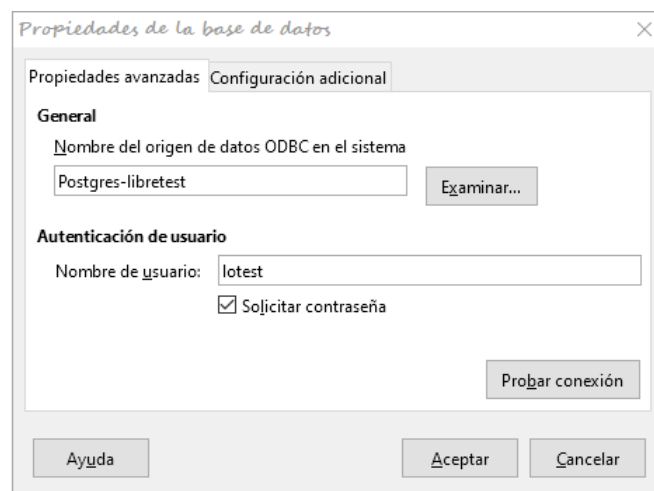 Propiedades de la base de datos
Propiedades avanzadas Configuración adicional
General
Nombre del origen de datos ODBC en el sistema
Postgres-libretest
Examinar...
Autenticación de usuario
Nombre de usuario: lotest
Solicitar contraseña
Probar conexión
Ayuda Aceptar Cancelar